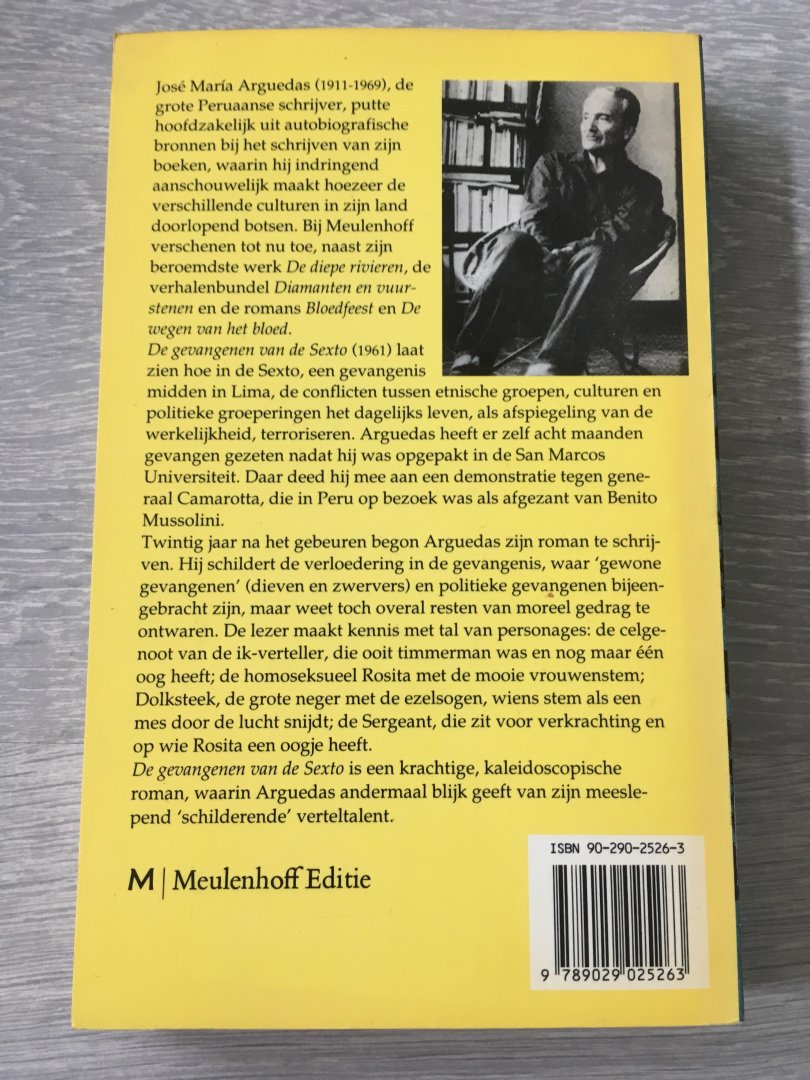 José María Arguedas (1911-1969), de
grote Peruaanse schrijver, putte
hoofdzakelijk uit autobiografische
bronnen bij het schrijven van zijn
boeken, waarin hij indringend
aanschouwelijk maakt hoezeer de
verschillende culturen in zijn land
doorlopend botsen. Bij Meulenhoff
verschenen tot nu toe, naast zijn
beroemdste werk De diepe rivieren, de
verhalenbundel Diamanten en vuur-
stenen en de romans Bloedfeest en De
wegen van het bloed.
De gevangenen van de Sexto (1961) laat
zien hoe in de Sexto, een gevangenis
midden in Lima, de conflicten tussen etnische groepen, culturen en
politieke groeperingen het dagelijks leven, als afspiegeling van de
werkelijkheid, terroriseren. Arguedas heeft er zelf acht maanden
gevangen gezeten nadat hij was opgepakt in de San Marcos
Universiteit. Daar deed hij mee aan een demonstratie tegen gene-
raal Camarotta, die in Peru op bezoek was als afgezant van Benito
Mussolini.
Twintig jaar na het gebeuren begon Arguedas zijn roman te schrij-
ven. Hij schildert de verloedering in de gevangenis, waar ‘gewone
gevangenen’ (dieven en zwervers) en politieke gevangenen bijeen-
gebracht zijn, maar weet toch overal resten van moreel gedrag te
ontwaren. De lezer maakt kennis met tal van personages: de celge-
noot van de ik-verteller, die ooit timmerman was en nog maar één
oog heeft; de homoseksueel Rosita met de mooie vrouwenstem;
Dolksteek, de grote neger met de ezelsogen, wiens stem als een
mes door de lucht snijdt; de Sergeant, die zit voor verkrachting en
op wie Rosita een oogje heeft.
De gevangenen van de Sexto is een krachtige, kaleidoscopische
roman, waarin Arguedas andermaal blijk geeft van zijn meesle-
pend ‘schilderende’ verteltalent.
M | Meulenhoff Editie
ISBN 90-290-2526-3
9 789029 025263